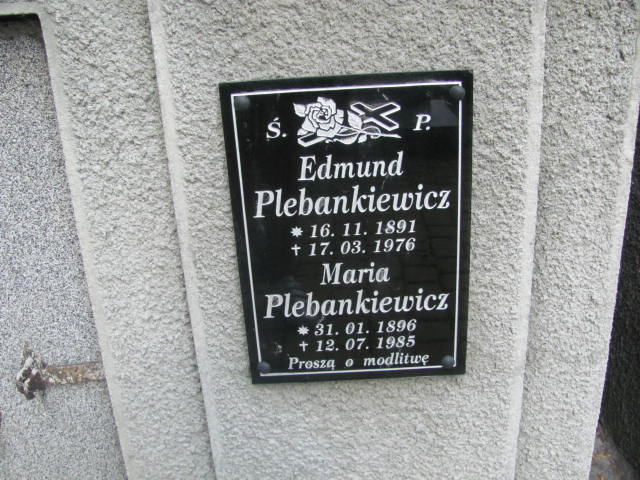 Ś. P.
Edmund
Plebankiewicz
* 16. 11. 1891
† 17. 03. 1976
Maria
Plebankiewicz
* 31. 01. 1896
† 12. 07. 1985
Proszą o modlitwę